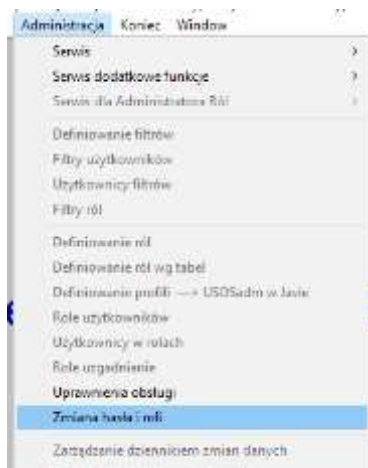 Administracja Koniec Window
Serwis
Serwis dodatkowe funkcje
Serwis dla Administratora Ról
Definiowanie filtrów
Filtry użytkowników
Użytkownicy filtrów
Filtry ról
Definiowanie ról
Definiowanie ról wg tabel
Definiowanie profili ---> USOSadm w Javie
Role użytkowników
Użytkownicy w rolach
Role uzgadnianie
Uprawnienia obsługi
Zmiana hasła i roli
Zarządzanie dziennikiem zmian danych